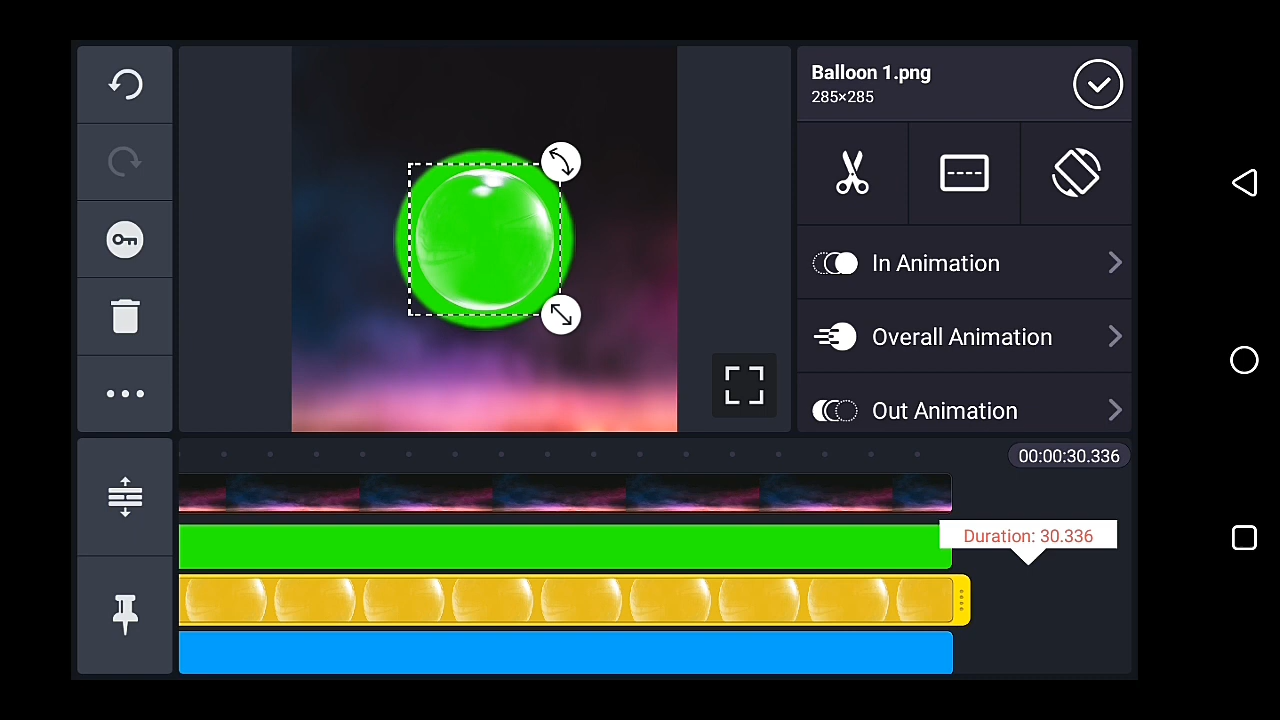 Balloon 1.png
285×285
In Animation
Overall Animation
Out Animation
00:00:30.336
Duration: 30.336